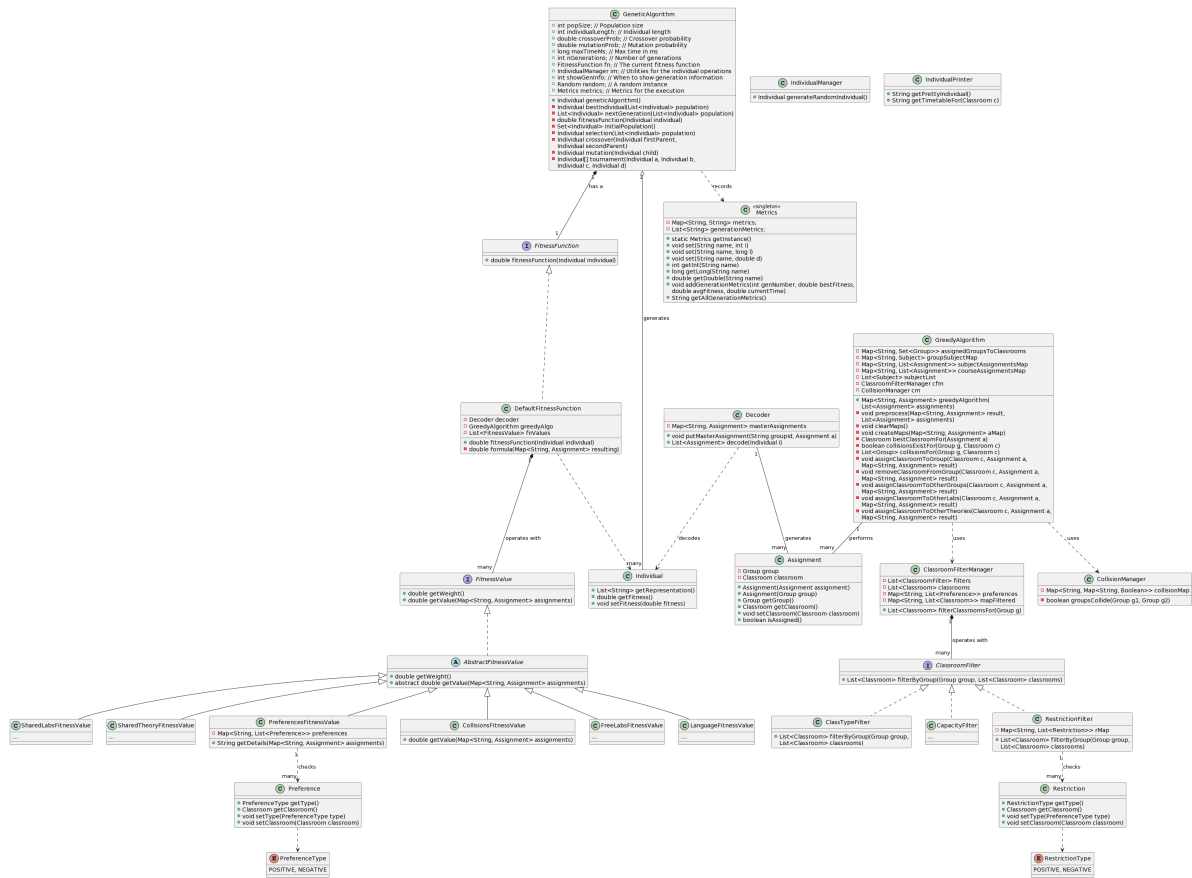 GeneticAlgorithm
int popSize; // Population size
int individualLength; // Individual length
double crossoverProb; // Crossover probability
double mutationProb; // Mutation probability
long maxTimeMs; // Max time in ms
int nGenerations; // Number of generations
FitnessFunction fn; // The current fitness function
IndividualManager im; // Utilities for the individual operations
int showGenInfo; // When to show generation information
Random random; // A random instance
Metrics metrics; // Metrics for the execution
Individual geneticAlgorithm()
Individual bestIndividual(List<Individual> population)
List<Individual> nextGeneration(List<Individual> population)
double fitnessFunction(Individual individual)
Set<Individual> initialPopulation()
Individual selection(List<Individual> population)
Individual crossover(Individual firstParent,
Individual secondParent)
Individual mutation(Individual child)
Individual[] tournament(Individual a, Individual b,
Individual c, Individual d)
IndividualManager
Individual generateRandomIndividual()
IndividualPrinter
String getPrettyIndividual()
String getTimetableFor(Classroom c)
1
has a
1
1
records
«singleton»
Metrics
Map<String, String> metrics;
List<String> generationMetrics;
static Metrics getInstance()
void set(String name, int i)
void set(String name, long l)
void set(String name, double d)
int getInt(String name)
long getLong(String name)
double getDouble(String name)
void addGenerationMetrics(int genNumber, double bestFitness,
double avgFitness, double currentTime)
String getAllGenerationMetrics()
FitnessFunction
double fitnessFunction(Individual individual)
generates
GreedyAlgorithm
Map<String, Set<Group>> assignedGroupsToClassrooms
Map<String, Subject> groupSubjectMap
Map<String, List<Assignment>> subjectAssignmentsMap
Map<String, List<Assignment>> courseAssignmentsMap
List<Subject> subjectList
ClassroomFilterManager cfm
CollisionManager cm
Map<String, Assignment> greedyAlgorithm(
List<Assignment> assignments)
void preprocess(Map<String, Assignment> result,
List<Assignment> assignments)
void clearMaps()
void createMaps(Map<String, Assignment> aMap)
Classroom bestClassroomFor(Assignment a)
boolean collisionsExistFor(Group g, Classroom c)
List<Group> collisionsFor(Group g, Classroom c)
void assignClassroomToGroup(Classroom c, Assignment a,
Map<String, Assignment> result)
void removeClassroomFromGroup(Classroom c, Assignment a,
Map<String, Assignment> result)
void assignClassroomToOtherGroups(Classroom c, Assignment a,
Map<String, Assignment> result)
void assignClassroomToOtherLabs(Classroom c, Assignment a,
Map<String, Assignment> result)
void assignClassroomToOtherTheories(Classroom c, Assignment a,
Map<String, Assignment> result)
DefaultFitnessFunction
Decoder decoder
GreedyAlgorithm greedyAlgo
List<FitnessValue> fnValues
double fitnessFunction(Individual individual)
double formula(Map<String, Assignment> resulting)
Decoder
Map<String, Assignment> masterAssignments
void putMasterAssignment(String groupId, Assignment a)
List<Assignment> decode(Individual i)
1
operates with
many
1
decodes
generates
many
many
1
performs
many
uses
uses
FitnessValue
double getWeight()
double getValue(Map<String, Assignment> assignments)
Individual
List<String> getRepresentation()
double getFitness()
void setFitness(double fitness)
Assignment
Group group
Classroom classroom
Assignment(Assignment assignment)
Assignment(Group group)
Group getGroup()
Classroom getClassroom()
void setClassroom(Classroom classroom)
boolean isAssigned()
ClassroomFilterManager
List<ClassroomFilter> filters
List<Classroom> classrooms
Map<String, List<Preference>> preferences
Map<String, List<Classroom>> mapFiltered
List<Classroom> filterClassroomsFor(Group g)
CollisionManager
Map<String, Map<String, Boolean>> collisionMap
boolean groupsCollide(Group g1, Group g2)
1
operates with
many
AbstractFitnessValue
double getWeight()
abstract double getValue(Map<String, Assignment> assignments)
ClassroomFilter
List<Classroom> filterByGroup(Group group, List<Classroom> classrooms)
SharedLabsFitnessValue
...
SharedTheoryFitnessValue
...
PreferencesFitnessValue
Map<String, List<Preference>> preferences
String getDetails(Map<String, Assignment> assignments)
CollisionsFitnessValue
double getValue(Map<String, Assignment> assignments)
FreeLabsFitnessValue
...
LanguageFitnessValue
...
ClassTypeFilter
List<Classroom> filterByGroup(Group group,
List<Classroom> classrooms)
CapacityFilter
...
RestrictionFilter
Map<String, List<Restriction>> rMap
List<Classroom> filterByGroup(Group group,
List<Classroom> classrooms)
1
checks
many
1
checks
many
Preference
PreferenceType getType()
Classroom getClassroom()
void setType(PreferenceType type)
void setClassroom(Classroom classroom)
Restriction
RestrictionType getType()
Classroom getClassroom()
void setType(PreferenceType type)
void setClassroom(Classroom classroom)
PreferenceType
POSITIVE, NEGATIVE
RestrictionType
POSITIVE, NEGATIVE